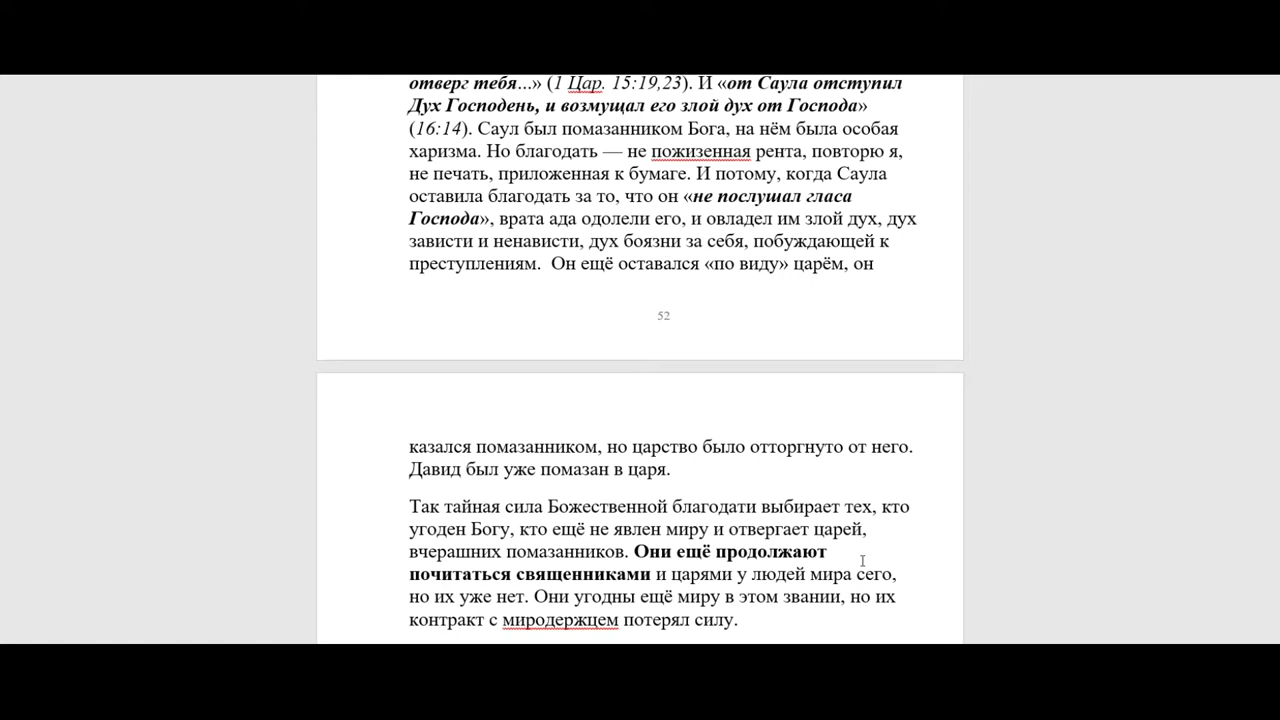 отверг тебя...» (1 Цар. 15:19,23). И «от Саула отступил
Дух Господень, и возмущал его злой дух от Господа»
(16:14). Саул был помазанником Бога, на нём была особая
харизма. Но благодать — не пожизенная рента, повторю я,
не печать, приложенная к бумаге. И потому, когда Саула
оставила благодать за то, что он «не послушал гласа
Господа», врата ада одолели его, и овладел им злой дух, дух
зависти и ненависти, дух боязни за себя, побуждающей к
преступлениям.  Он ещё оставался «по виду» царём, он
52
казался помазанником, но царство было отторгнуто от него.
Давид был уже помазан в царя.
Так тайная сила Божественной благодати выбирает тех, кто
угоден Богу, кто ещё не явлен миру и отвергает царей,
вчерашних помазанников. Они ещё продолжают
почитаться священниками и царями у людей мира сего,
но их уже нет. Они угодны ещё миру в этом звании, но их
контракт с миродержцем потерял силу.